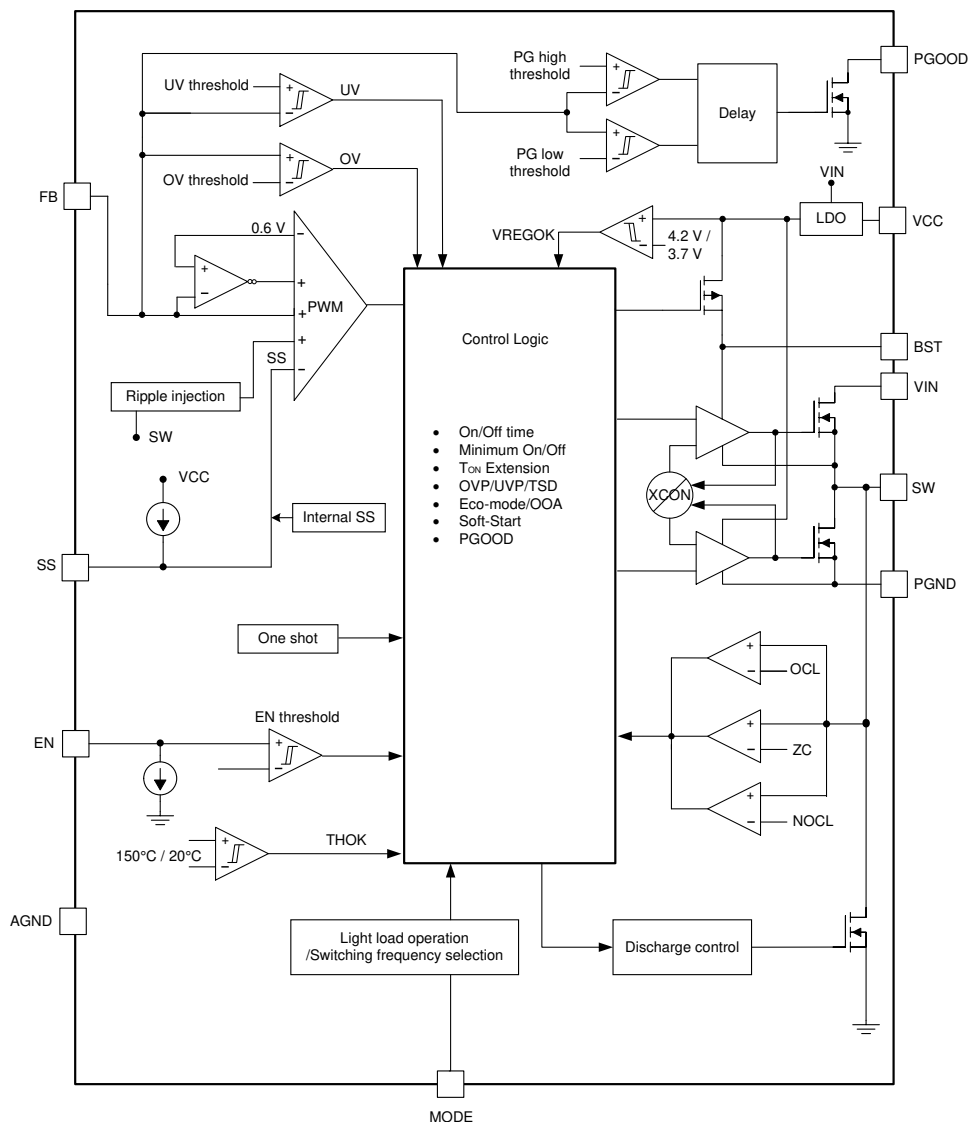 PG high
threshold
PGOOD
UV threshold
+
−
UV
+
−
Delay
+
−
PG low
threshold
OV
+
−
OV threshold
VIN
FB
LDO
VCC
0.6 V
−
VREGOK
+
−
4.2 V /
3.7 V
+
−
+
PWM
+
+
SS
−
Control Logic
BST
VIN
Ripple injection
SW
• On/Off time
• Minimum On/Off
• TON Extension
• OVP/UVP/TSD
• Eco-mode/OOA
• Soft-Start
• PGOOD
VCC
XCON
SW
Internal SS
SS
PGND
One shot
+
−
OCL
EN threshold
EN
+
−
+
−
ZC
+
−
NOCL
THOK
150°C / 20°C
+
−
AGND
Light load operation
/Switching frequency selection
Discharge control
MODE